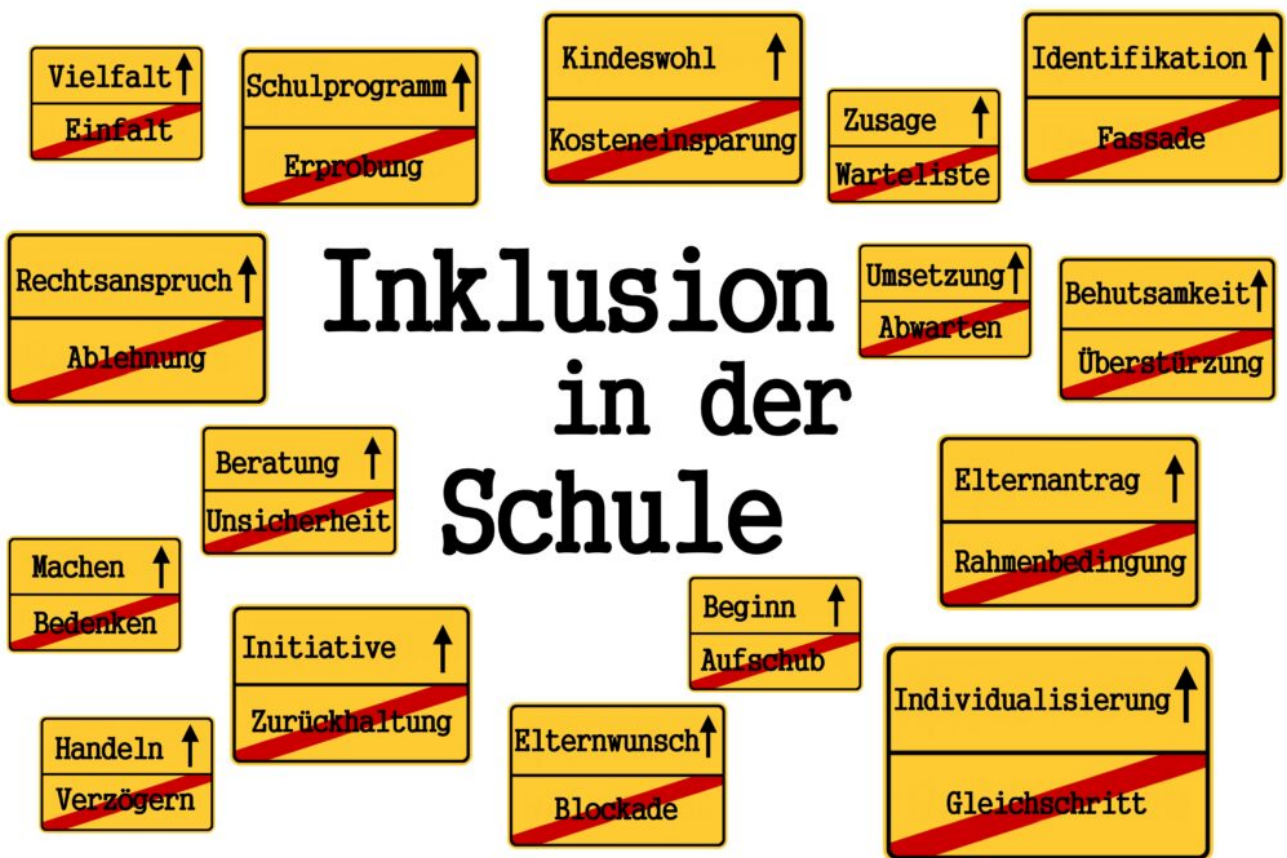 Vielfalt
Einfalt
Schulprogramm
Erprobung
Kindeswohl
Kosteneinsparung
Zusage
Warteliste
Identifikation
Fassade
Rechtsanspruch
Ablehnung
Inklusion
in der
Schule
Umsetzung
Abwarten
Behutsamkeit
Überstürzung
Beratung
Unsicherheit
Elternantrag
Rahmenbedingung
Machen
Bedenken
Initiative
Zurückhaltung
Beginn
Aufschub
Individualisierung
Gleichschritt
Handeln
Verzögern
Elternwunsch
Blockade